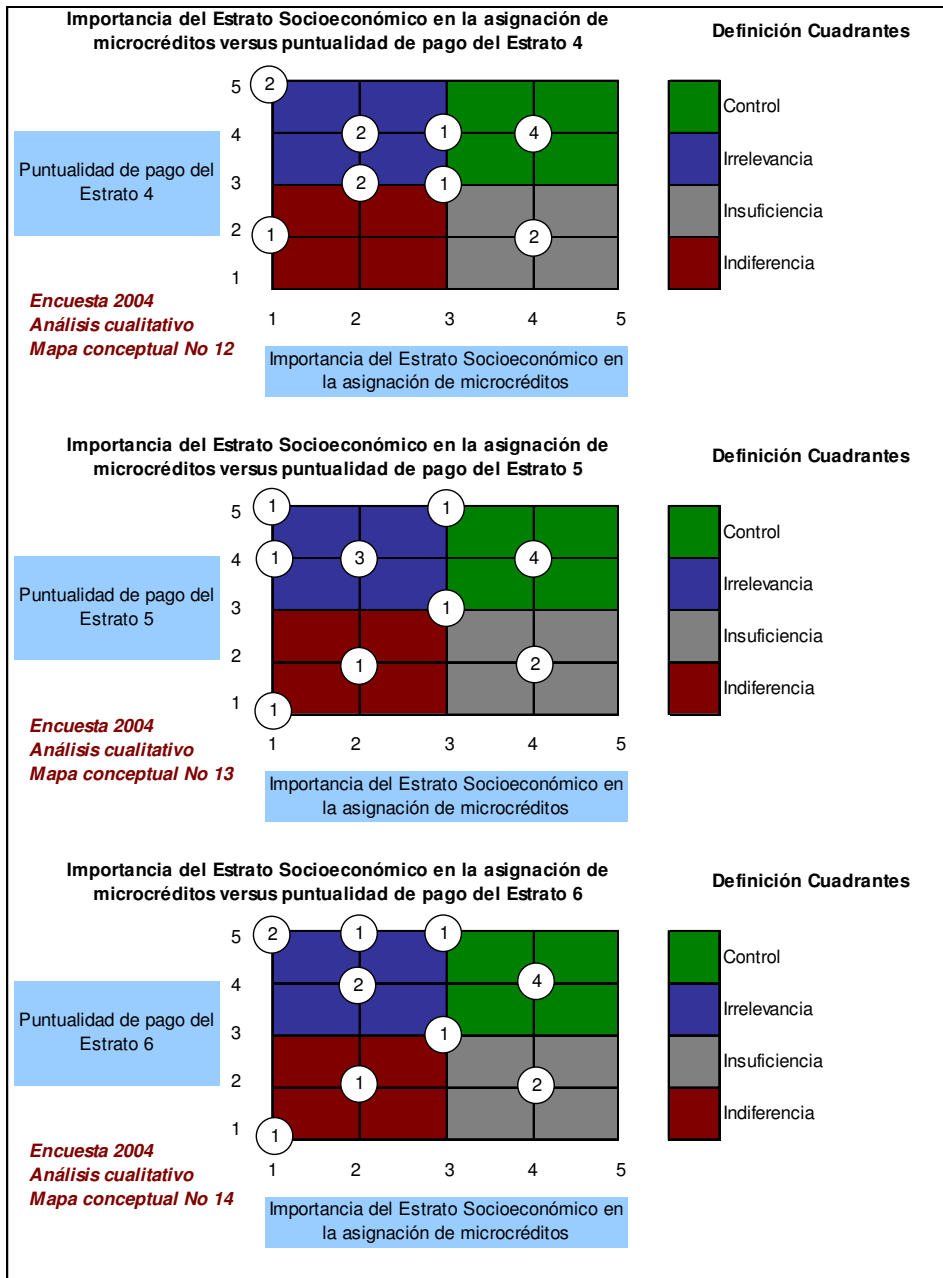 Importancia del Estrato Socioeconómico en la asignación de
microcréditos versus puntualidad de pago del Estrato 4
Definición Cuadrantes
5
2
4
2
1
4
3
2
1
2
1
2
1
Puntualidad de pago del
Estrato 4
Control
Irrelevancia
Insuficiencia
Indiferencia
1 2 3 4 5
Encuesta 2004
Análisis cualitativo
Mapa conceptual No 12
Importancia del Estrato Socioeconómico en
la asignación de microcréditos
Importancia del Estrato Socioeconómico en la asignación de
microcréditos versus puntualidad de pago del Estrato 5
Definición Cuadrantes
5
1
1
4
1
3
4
3
1
2
1
2
1
1
Puntualidad de pago del
Estrato 5
Control
Irrelevancia
Insuficiencia
Indiferencia
1 2 3 4 5
Encuesta 2004
Análisis cualitativo
Mapa conceptual No 13
Importancia del Estrato Socioeconómico en
la asignación de microcréditos
Importancia del Estrato Socioeconómico en la asignación de
microcréditos versus puntualidad de pago del Estrato 6
Definición Cuadrantes
5
2
1
1
4
2
4
3
1
2
1
2
1
1
Puntualidad de pago del
Estrato 6
Control
Irrelevancia
Insuficiencia
Indiferencia
1 2 3 4 5
Encuesta 2004
Análisis cualitativo
Mapa conceptual No 14
Importancia del Estrato Socioeconómico en
la asignación de microcréditos